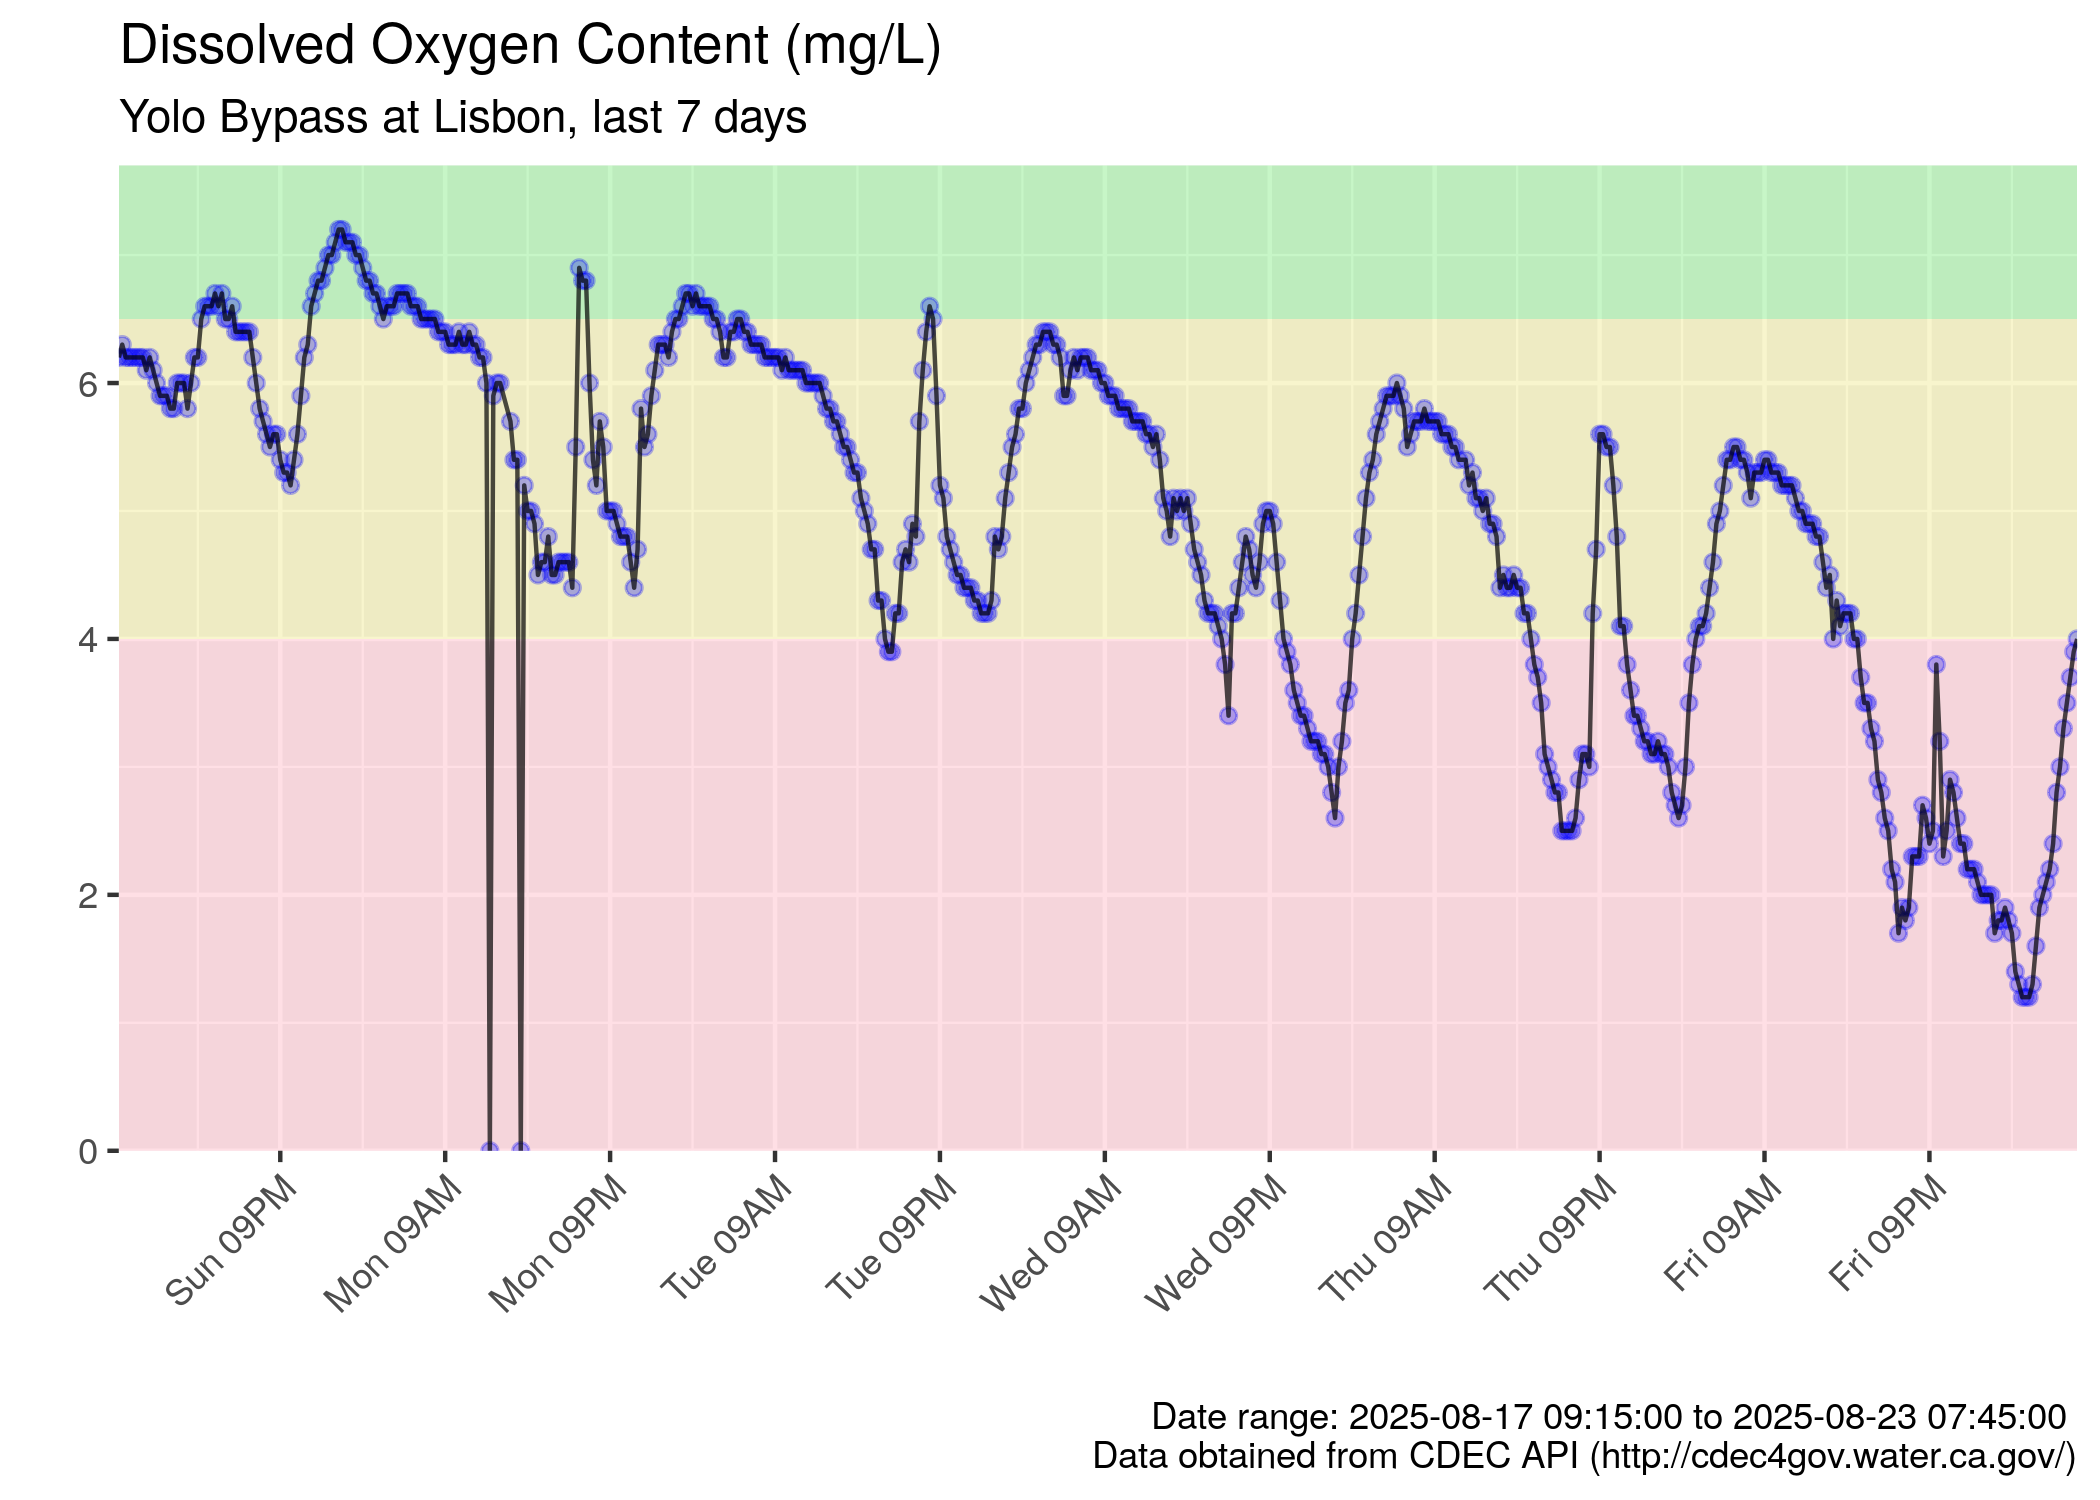 Dissolved Oxygen Content (mg/L)
Yolo Bypass at Lisbon, last 7 days
6
4
2
0
Sun 09PM
Mon 09AM
Mon 09PM
Tue 09AM
Tue 09PM
Wed 09AM
Wed 09PM
Thu 09AM
Thu 09PM
Fri 09AM
Fri 09PM
Date range: 2025-08-17 09:15:00 to 2025-08-23 07:45:00
Data obtained from CDEC API (http://cdec4gov.water.ca.gov/)